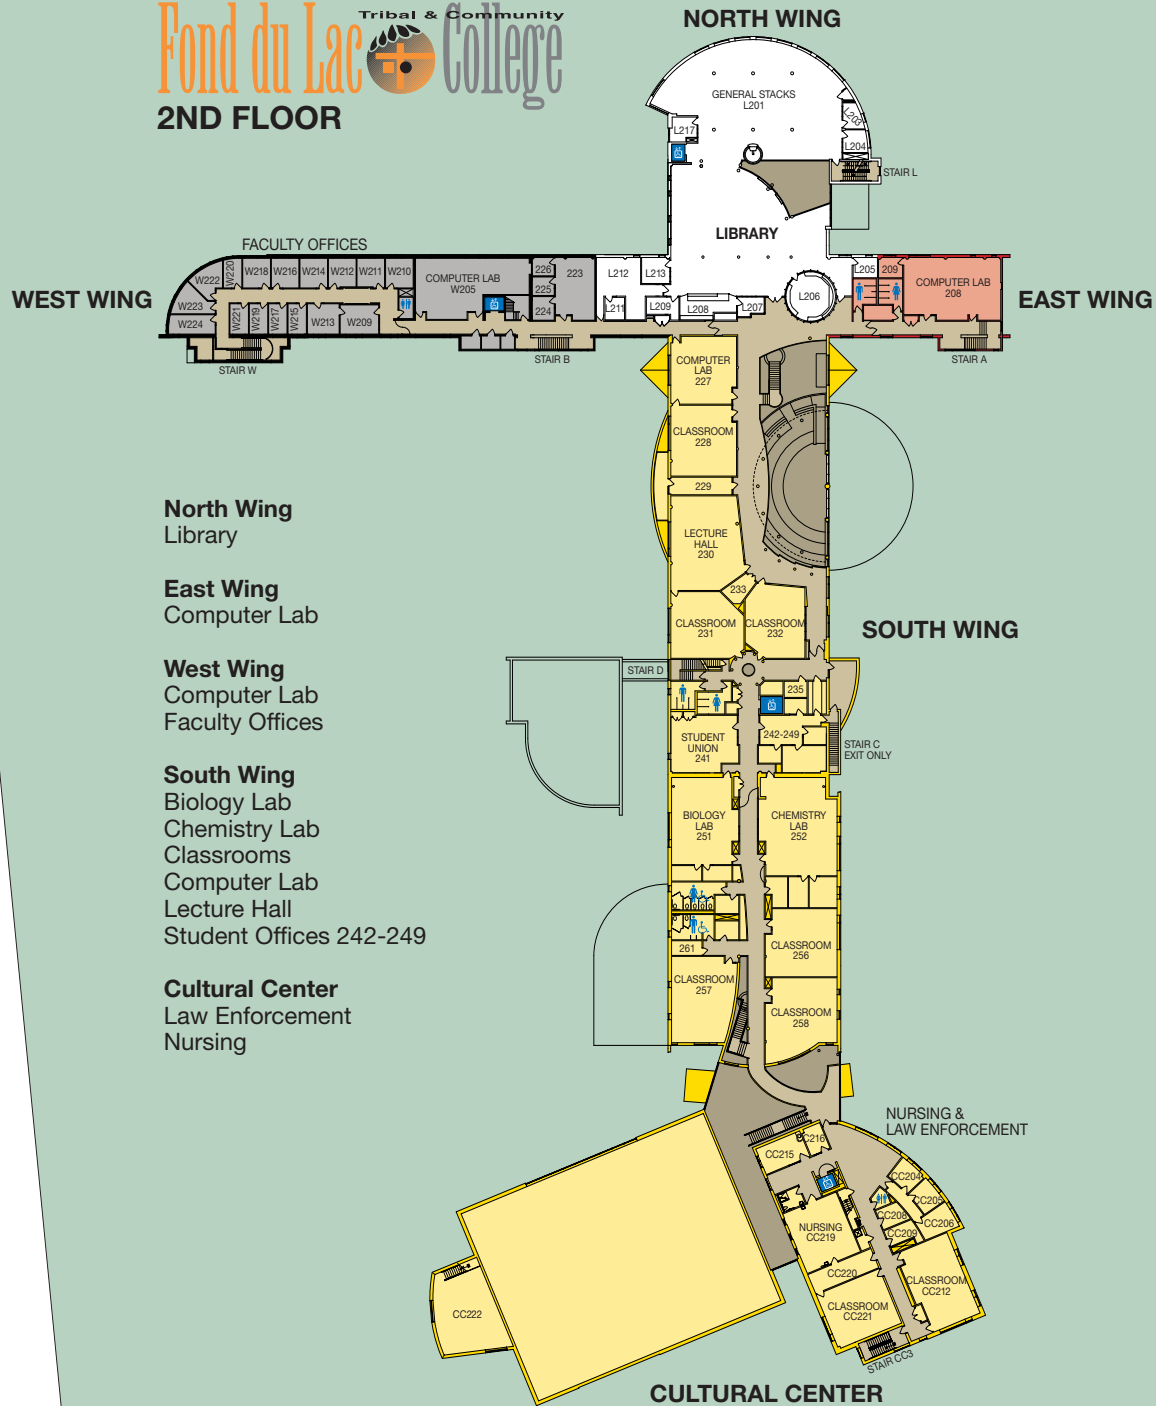 Tribal & Community
Fond du Lac College
2ND FLOOR
NORTH WING
GENERAL STACKS
L201
L203
L217
L204
STAIR L
LIBRARY
FACULTY OFFICES
WEST WING
EAST WING
W222
W220
W218
W216
W214
W212
W211
W210
COMPUTER LAB
W205
226
225
224
223
L212
L213
L205
209
COMPUTER LAB
208
W223
W224
W221
W219
W217
W215
W213
W209
L211
L209
L208
L207
L206
STAIR W
STAIR B
STAIR A
COMPUTER
LAB
227
CLASSROOM
228
229
LECTURE
HALL
230
233
CLASSROOM
231
CLASSROOM
232
SOUTH WING
STAIR D
235
242-249
STUDENT
UNION
241
STAIR C
EXIT ONLY
BIOLOGY
LAB
251
CHEMISTRY
LAB
252
261
CLASSROOM
256
CLASSROOM
257
CLASSROOM
258
North Wing
Library
East Wing
Computer Lab
West Wing
Computer Lab
Faculty Offices
South Wing
Biology Lab
Chemistry Lab
Classrooms
Computer Lab
Lecture Hall
Student Offices 242-249
Cultural Center
Law Enforcement
Nursing
NURSING &
LAW ENFORCEMENT
CC216
CC215
CC204
CC205
CC206
CC208
CC209
NURSING
CC219
CC220
CLASSROOM
CC212
CLASSROOM
CC221
CC222
STAIR CC3
CULTURAL CENTER